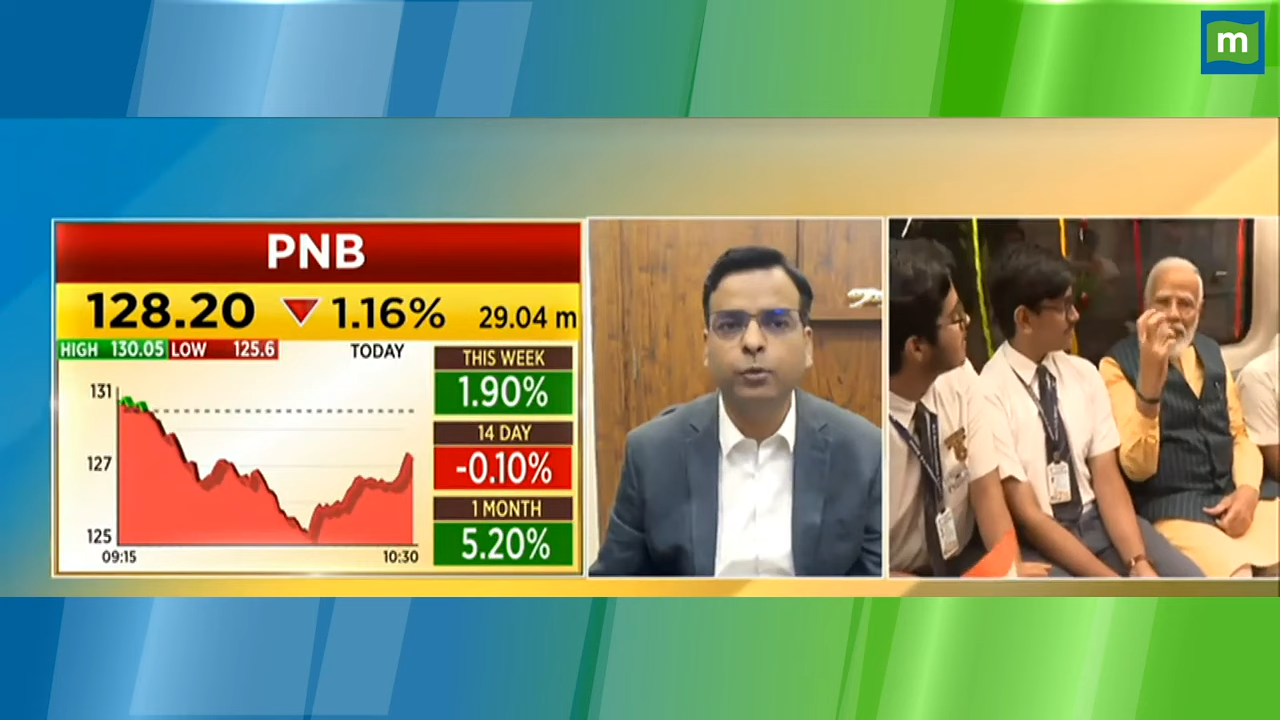 m
PNB
128.20 ▼ 1.16% 29.04 m
HIGH 130.05 LOW 125.6 TODAY
THIS WEEK
1.90%
14 DAY
-0.10%
1 MONTH
5.20%
131
127
125
09:15 10:30